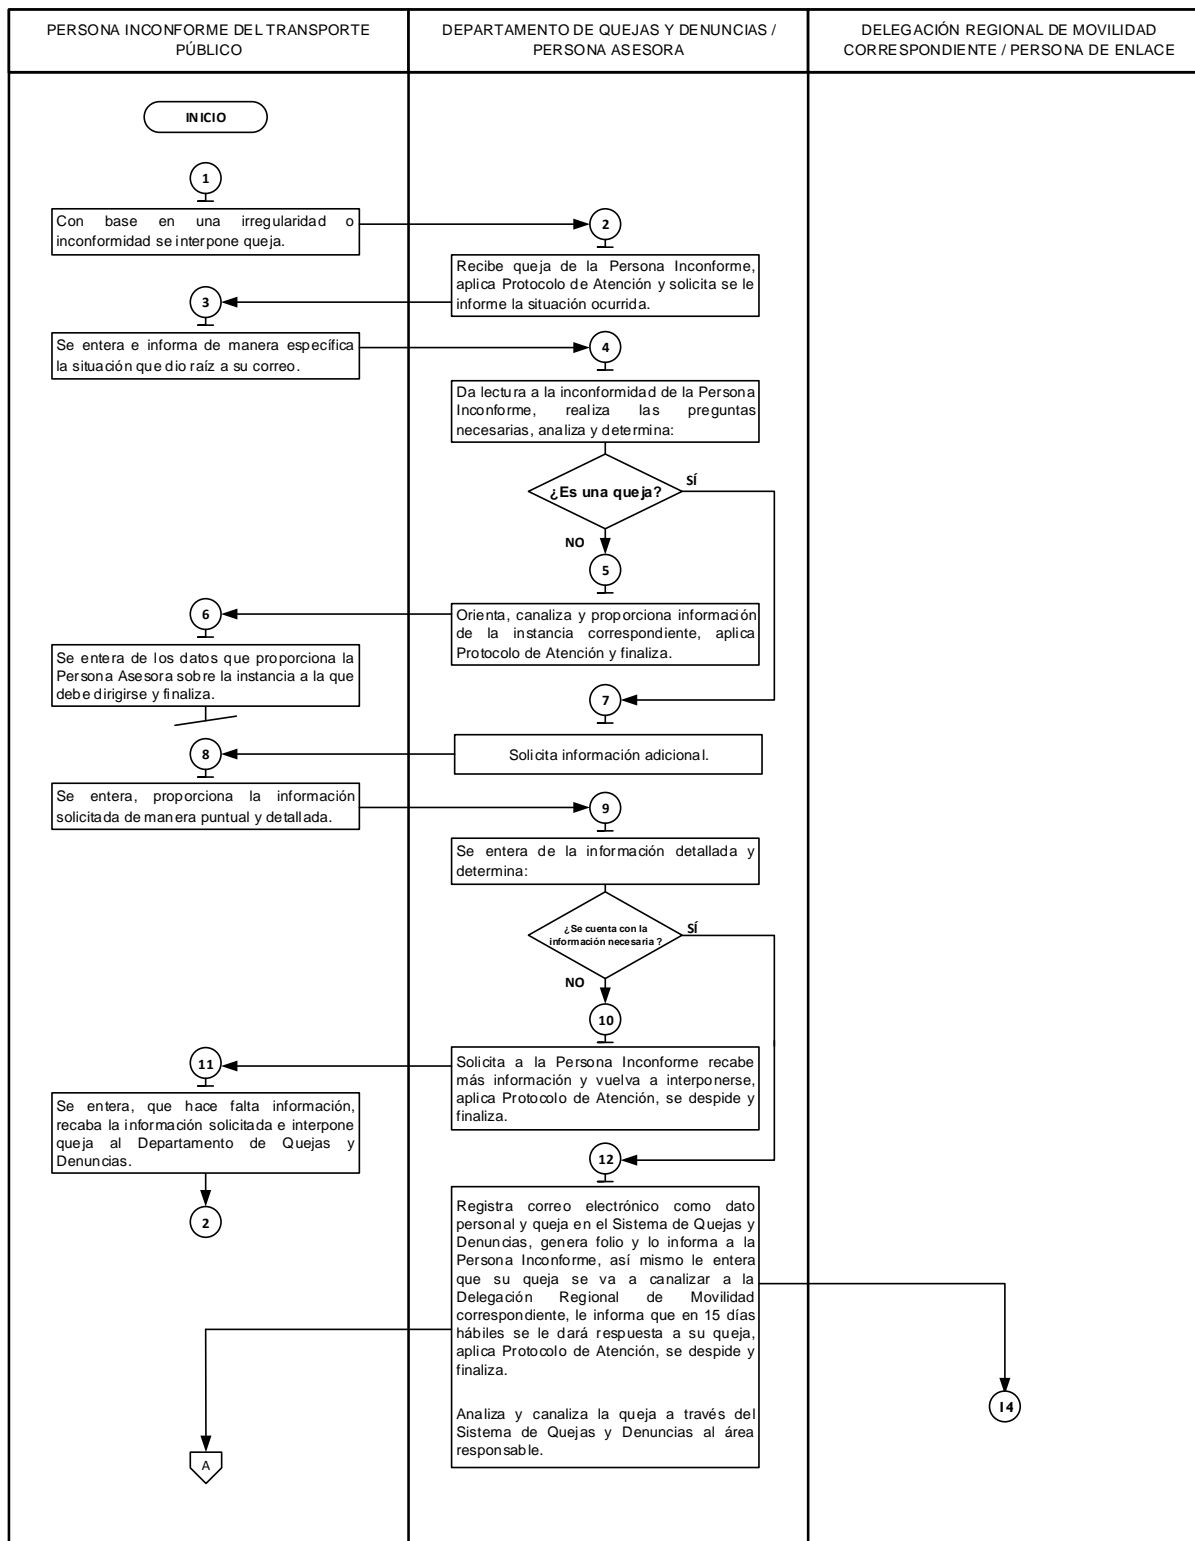 PERSONA INCONFORME DEL TRANSPORTE
PÚBLICO
DEPARTAMENTO DE QUEJAS Y DENUNCIAS /
PERSONA ASESORA
DELEGACIÓN REGIONAL DE MOVILIDAD
CORRESPONDIENTE / PERSONA DE ENLACE
INICIO
1
Con base en una irregularidad o
inconformidad se interpone queja.
2
Recibe queja de la Persona Inconforme,
aplica Protocolo de Atención y solicita se le
informe la situación ocurrida.
3
Se entera e informa de manera específica
la situación que dio raíz a su correo.
4
Da lectura a la inconformidad de la Persona
Inconforme, realiza las preguntas
necesarias, analiza y determina:
¿Es una queja?
SÍ
NO
5
Orienta, canaliza y proporciona información
de la instancia correspondiente, aplica
Protocolo de Atención y finaliza.
6
Se entera de los datos que proporciona la
Persona Asesora sobre la instancia a la que
debe dirigirse y finaliza.
7
Solicita información adicional.
8
Se entera, proporciona la información
solicitada de manera puntual y detallada.
9
Se entera de la información detallada y
determina:
¿Se cuenta con la
información necesaria ?
SÍ
NO
10
Solicita a la Persona Inconforme recabe
más información y vuelva a interponerse,
aplica Protocolo de Atención, se despide y
finaliza.
11
Se entera, que hace falta información,
recaba la información solicitada e interpone
queja al Departamento de Quejas y
Denuncias.
2
12
Registra correo electrónico como dato
personal y queja en el Sistema de Quejas y
Denuncias, genera folio y lo informa a la
Persona Inconforme, así mismo le entera
que su queja se va a canalizar a la
Delegación Regional de Movilidad
correspondiente, le informa que en 15 días
hábiles se le dará respuesta a su queja,
aplica Protocolo de Atención, se despide y
finaliza.
Analiza y canaliza la queja a través del
Sistema de Quejas y Denuncias al área
responsable.
14
A